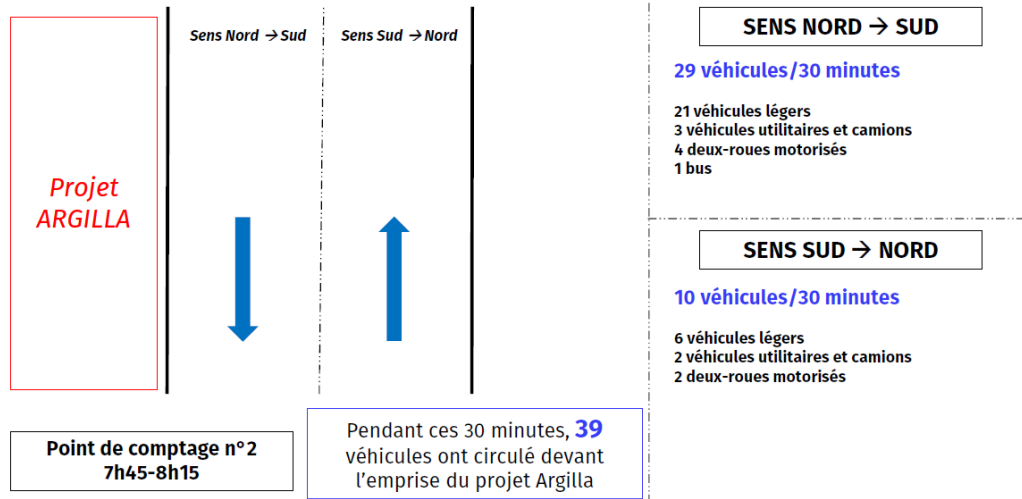 Sens Nord → Sud
Sens Sud → Nord
Projet
ARGILLA
Point de comptage n°2
7h45-8h15
Pendant ces 30 minutes, 39
véhicules ont circulé devant
l'emprise du projet Argilla
SENS NORD → SUD
29 véhicules/30 minutes
21 véhicules légers
3 véhicules utilitaires et camions
4 deux-roues motorisés
1 bus
SENS SUD → NORD
10 véhicules/30 minutes
6 véhicules légers
2 véhicules utilitaires et camions
2 deux-roues motorisés